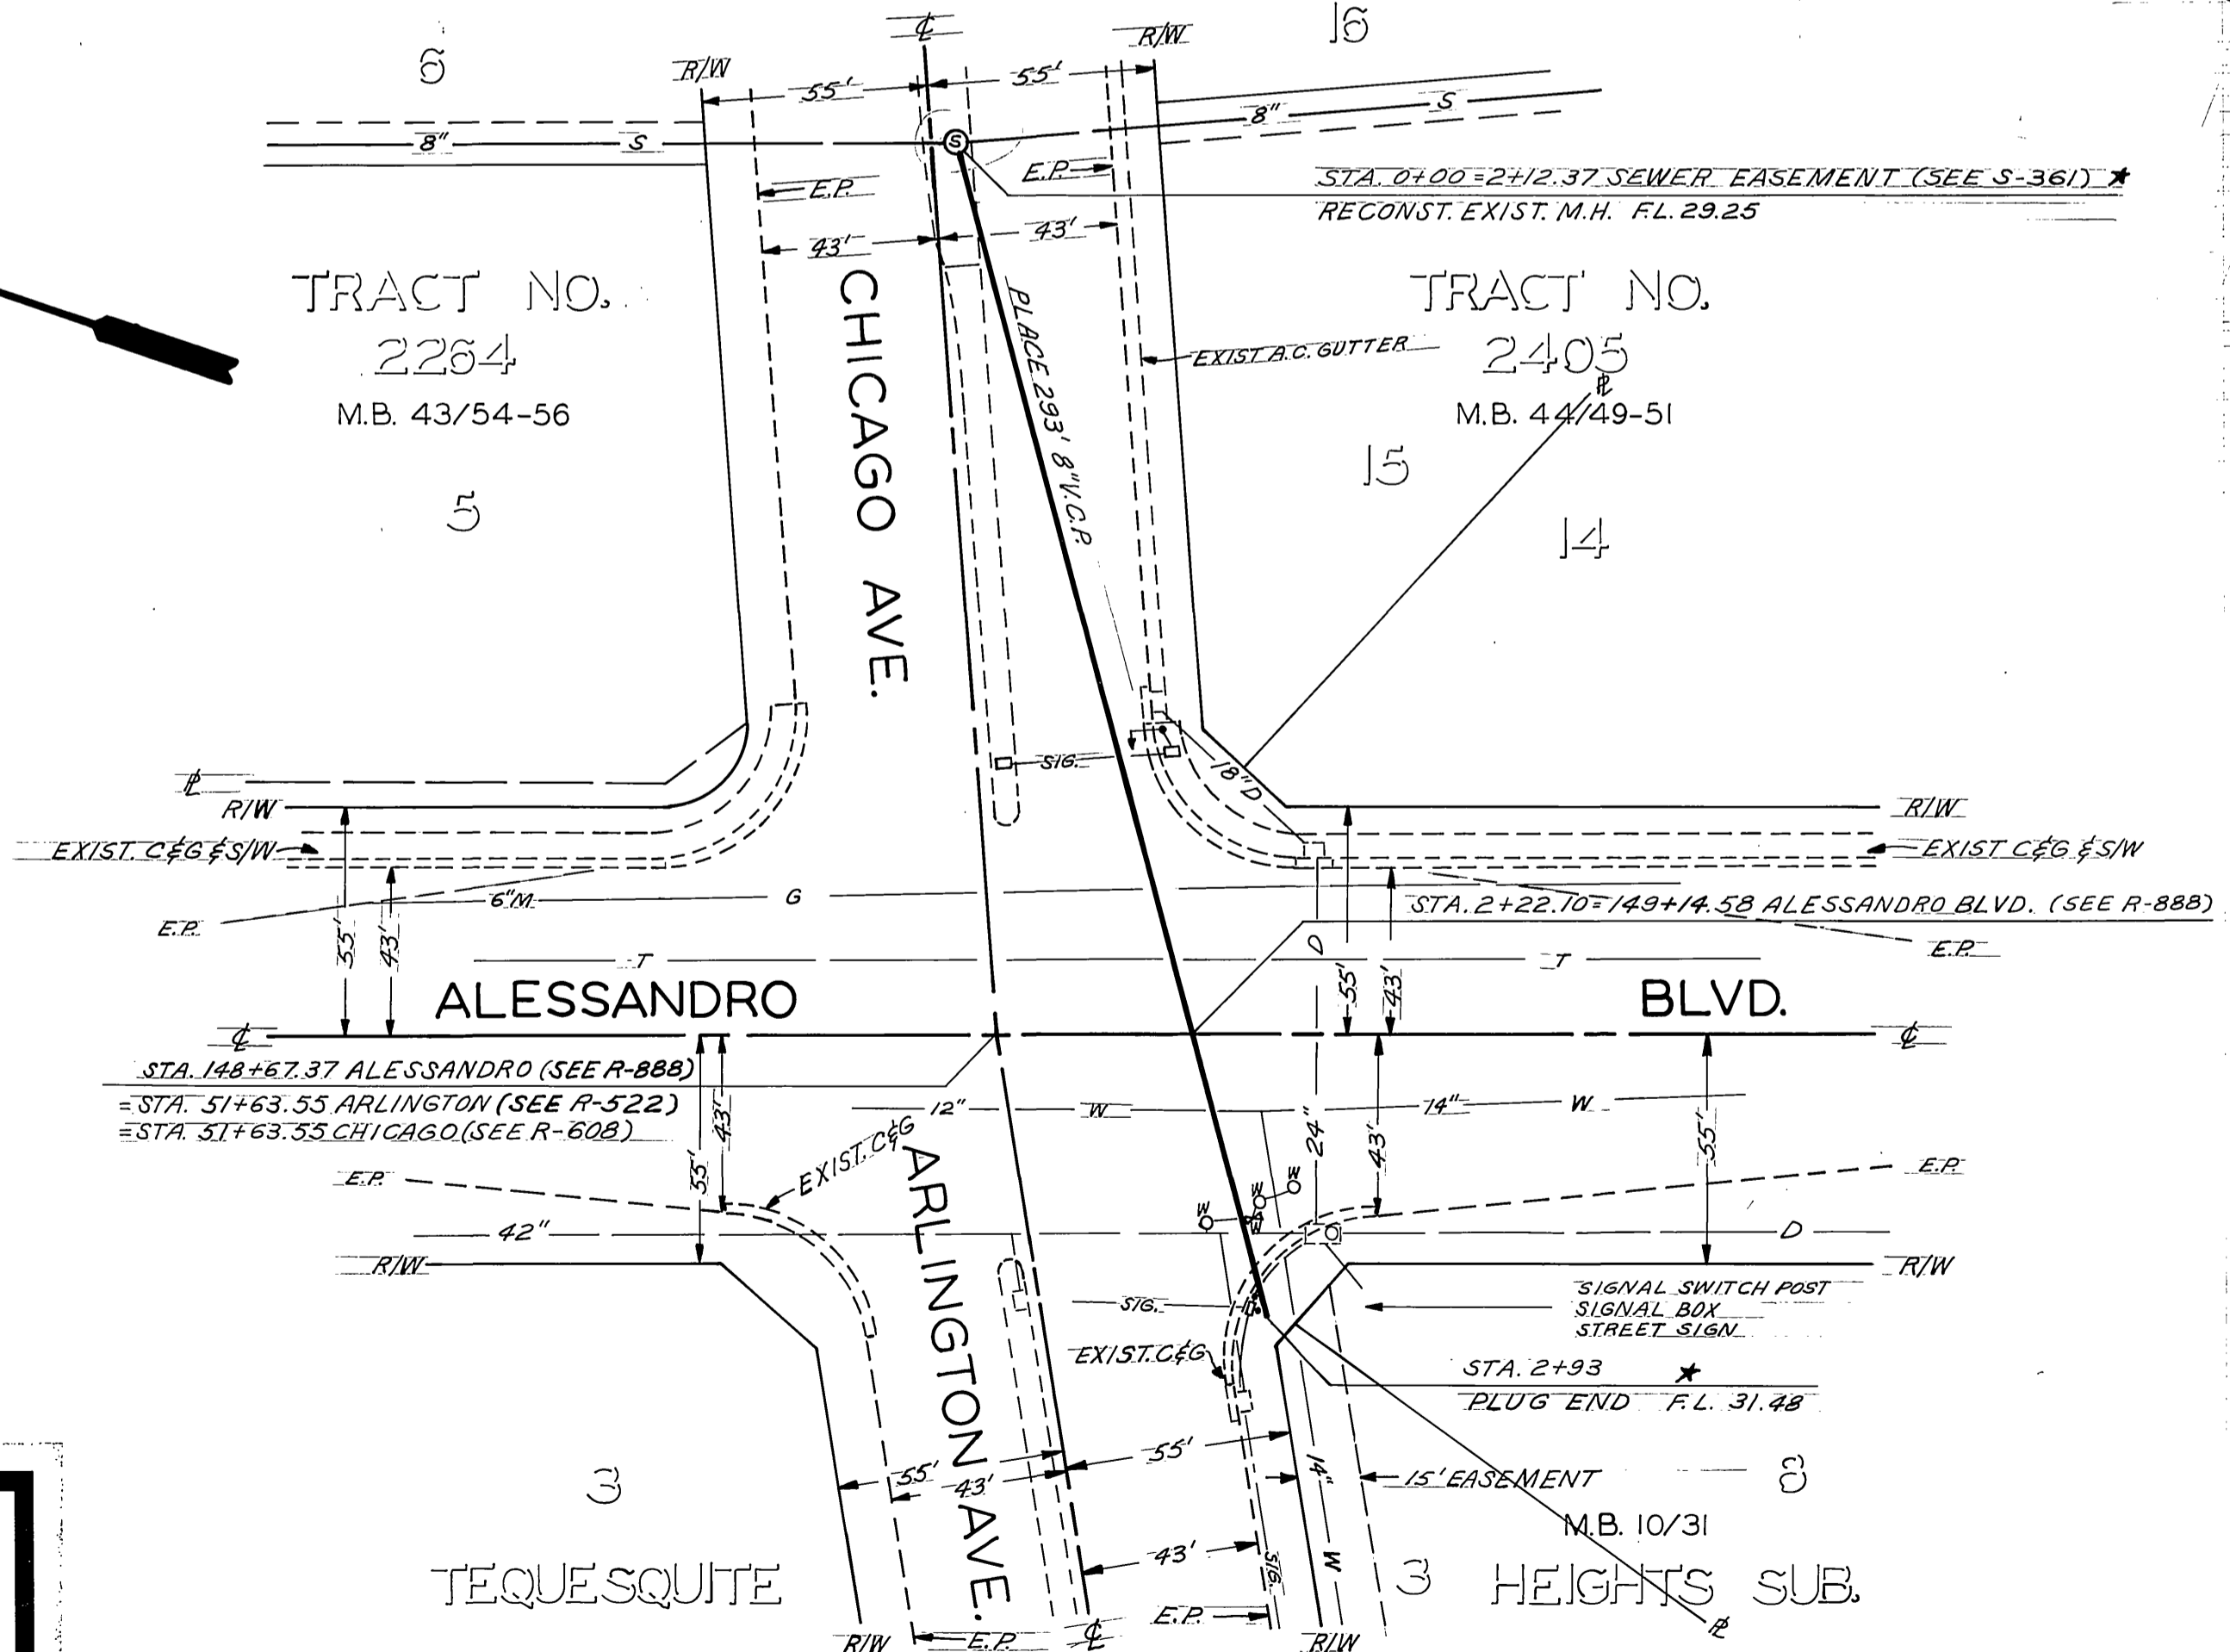 ℄
R/W
16
6
R/W
55'
55'
8" S
S
8" S
E.P.
E.P.
STA. 0+00=2+12.37 SEWER EASEMENT (SEE S-361) ★
RECONST. EXIST. M.H. F.L. 29.25
43'
43'
TRACT NO.
2264
M.B. 43/54-56
5
CHICAGO AVE.
PLACE 293' 8" V.C.P.
EXIST A.C. GUTTER
TRACT NO.
2405
M.B. 44/49-51
℄
15
14
SIG.
18" D
℄
R/W
R/W
EXIST. C&G & S/W
EXIST C&G & S/W
6"M
G
E.P.
55'
43'
STA. 2+22.10=149+14.58 ALESSANDRO BLVD. (SEE R-888)
E.P.
T
T
D
55'
43'
ALESSANDRO BLVD.
℄
℄
STA. 148+67.37 ALESSANDRO (SEE R-888)
=STA. 51+63.55 ARLINGTON (SEE R-522)
=STA. 51+63.55 CHICAGO (SEE R-608)
43'
55'
12" W
14" W
24"
43'
55'
EXIST. C&G
E.P.
E.P.
W
W
W
W
42"
D
R/W
R/W
ARLINGTON AVE.
SIG.
SIGNAL SWITCH POST
SIGNAL BOX
STREET SIGN
EXIST. C&G
STA. 2+93 ★
PLUG END F.L. 31.48
55'
43'
55'
14" W
15' EASEMENT
8
3
M.B. 10/31
43'
SIG.
3
TEQUESQUITE
HEIGHTS SUB.
E.P.
R/W
E.P.
℄
R/W
℄